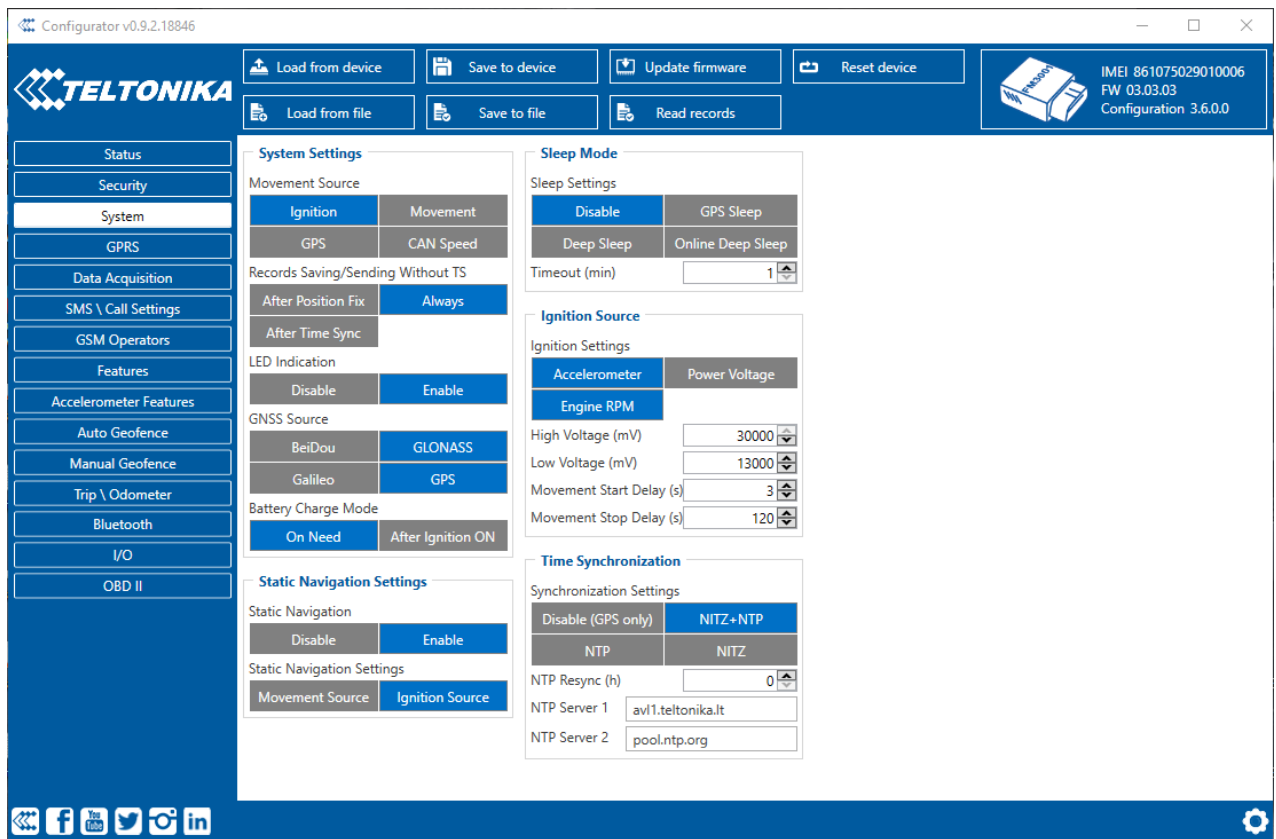 Configurator v0.9.2.18846
TELTONIKA
Load from device
Save to device
Update firmware
Reset device
Load from file
Save to file
Read records
FM3001
IMEI 861075029010006
FW 03.03.03
Configuration 3.6.0.0
Status
Security
System
GPRS
Data Acquisition
SMS \ Call Settings
GSM Operators
Features
Accelerometer Features
Auto Geofence
Manual Geofence
Trip \ Odometer
Bluetooth
I/O
OBD II
System Settings
Movement Source
Ignition Movement
GPS CAN Speed
Records Saving/Sending Without TS
After Position Fix Always
After Time Sync
LED Indication
Disable Enable
GNSS Source
BeiDou GLONASS
Galileo GPS
Battery Charge Mode
On Need After Ignition ON
Static Navigation Settings
Static Navigation
Disable Enable
Static Navigation Settings
Movement Source Ignition Source
Sleep Mode
Sleep Settings
Disable GPS Sleep
Deep Sleep Online Deep Sleep
Timeout (min) 1
Ignition Source
Ignition Settings
Accelerometer Power Voltage
Engine RPM
High Voltage (mV) 30000
Low Voltage (mV) 13000
Movement Start Delay (s) 3
Movement Stop Delay (s) 120
Time Synchronization
Synchronization Settings
Disable (GPS only) NITZ+NTP
NTP NITZ
NTP Resync (h) 0
NTP Server 1 avl1.teltonika.lt
NTP Server 2 pool.ntp.org
You
Tube
in